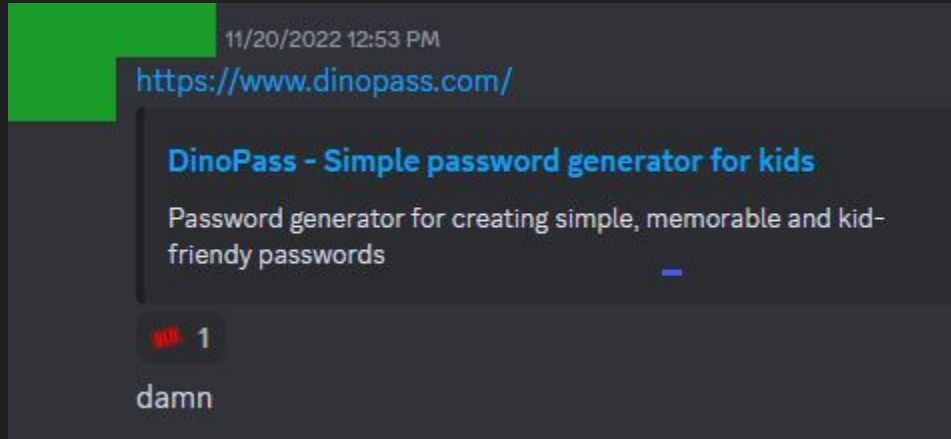 11/20/2022 12:53 PM
https://www.dinopass.com/
DinoPass - Simple password generator for kids
Password generator for creating simple, memorable and kid-
friendy passwords
1
damn